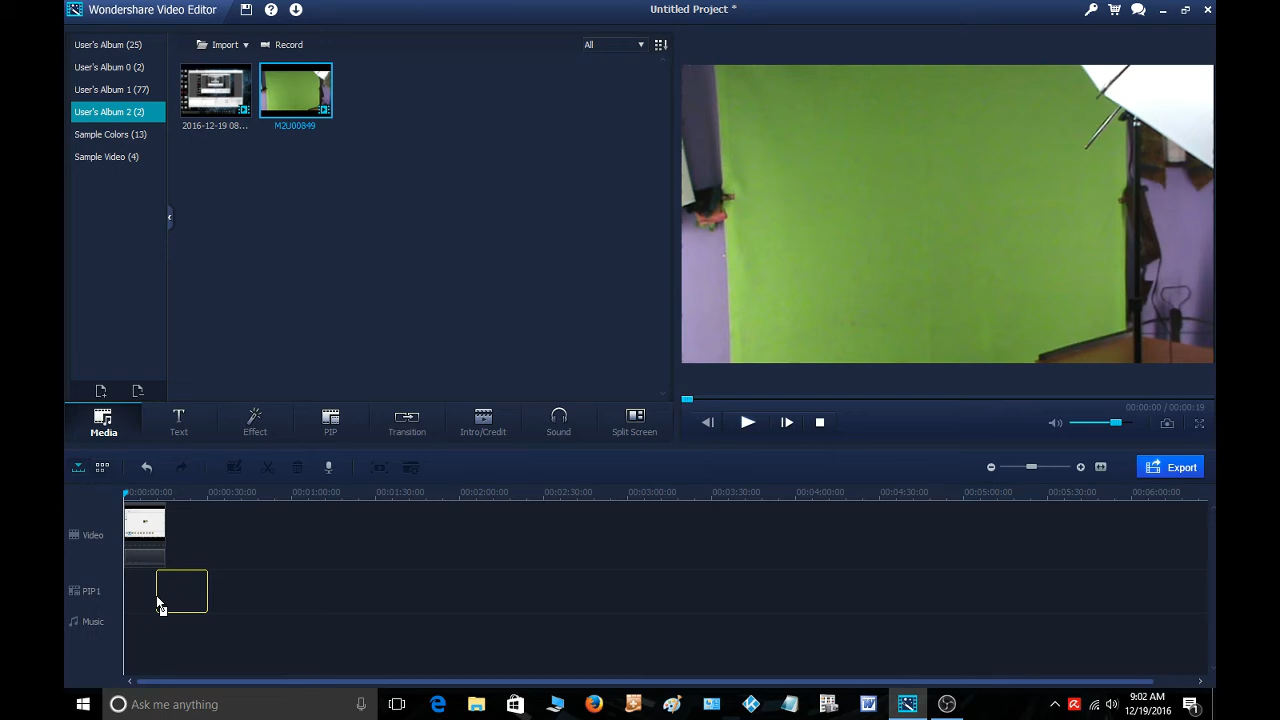 Wondershare Video Editor
Untitled Project *
User's Album (25)
User's Album 0 (2)
User's Album 1 (77)
User's Album 2 (2)
Sample Colors (13)
Sample Video (4)
Import
Record
All
2016-12-19 08...
M2U00849
00:00:00 / 00:00:19
Media
Text
Effect
PIP
Transition
Intro/Credit
Sound
Split Screen
Export
00:00:00:00
00:00:30:00
00:01:00:00
00:01:30:00
00:02:00:00
00:02:30:00
00:03:00:00
00:03:30:00
00:04:00:00
00:04:30:00
00:05:00:00
00:05:30:00
00:06:00:00
Video
PIP1
Music
Ask me anything
9:02 AM
12/19/2016
1